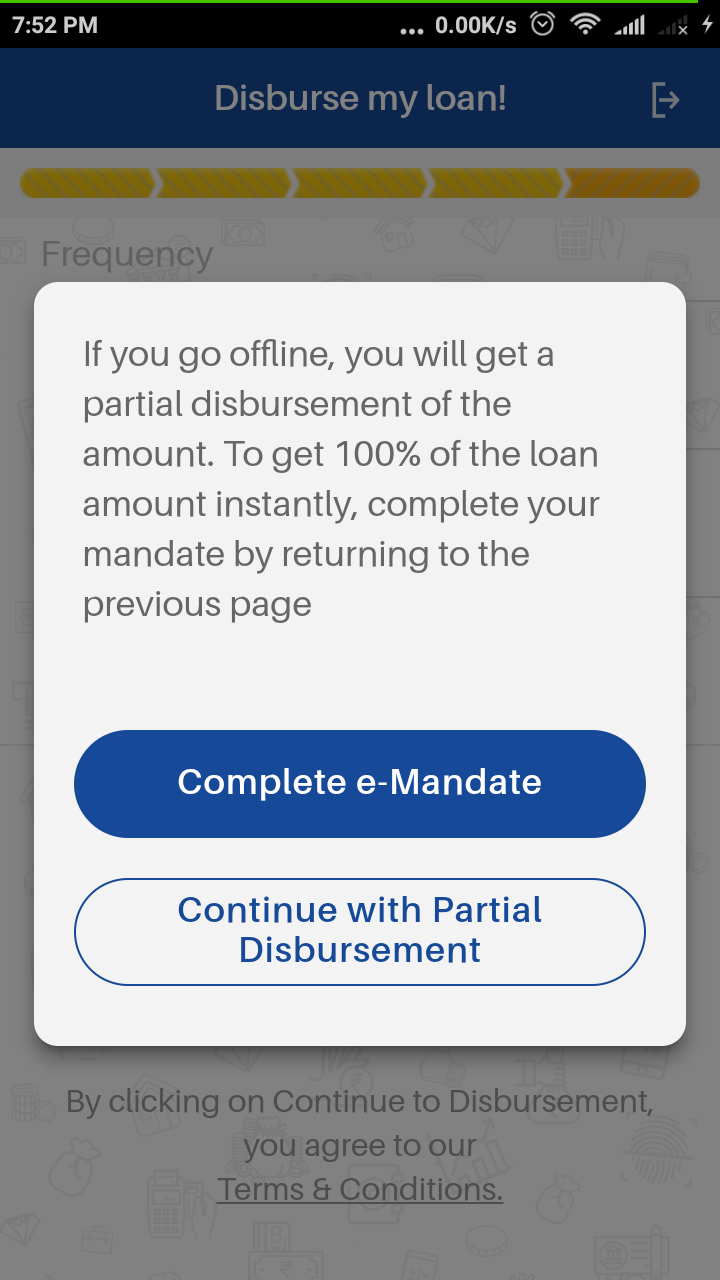 7:52 PM ... 0.00K/s
Disburse my loan!
Frequency
If you go offline, you will get a
partial disbursement of the
amount. To get 100% of the loan
amount instantly, complete your
mandate by returning to the
previous page
Complete e-Mandate
Continue with Partial
Disbursement
By clicking on Continue to Disbursement,
you agree to our
Terms & Conditions.